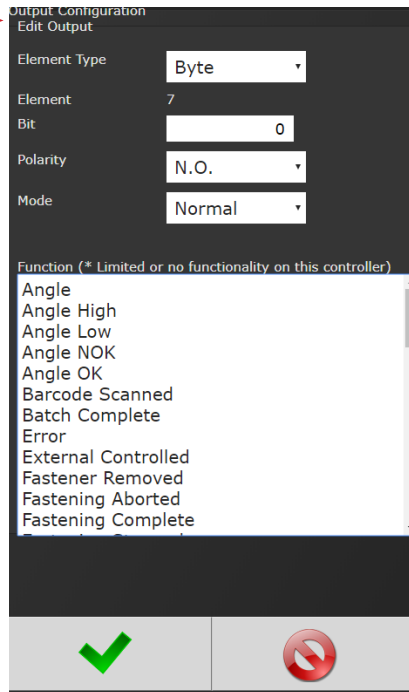 Output Configuration
Edit Output
Element Type Byte
Element 7
Bit 0
Polarity N.O.
Mode Normal
Function (* Limited or no functionality on this controller)
Angle
Angle High
Angle Low
Angle NOK
Angle OK
Barcode Scanned
Batch Complete
Error
External Controlled
Fastener Removed
Fastening Aborted
Fastening Complete